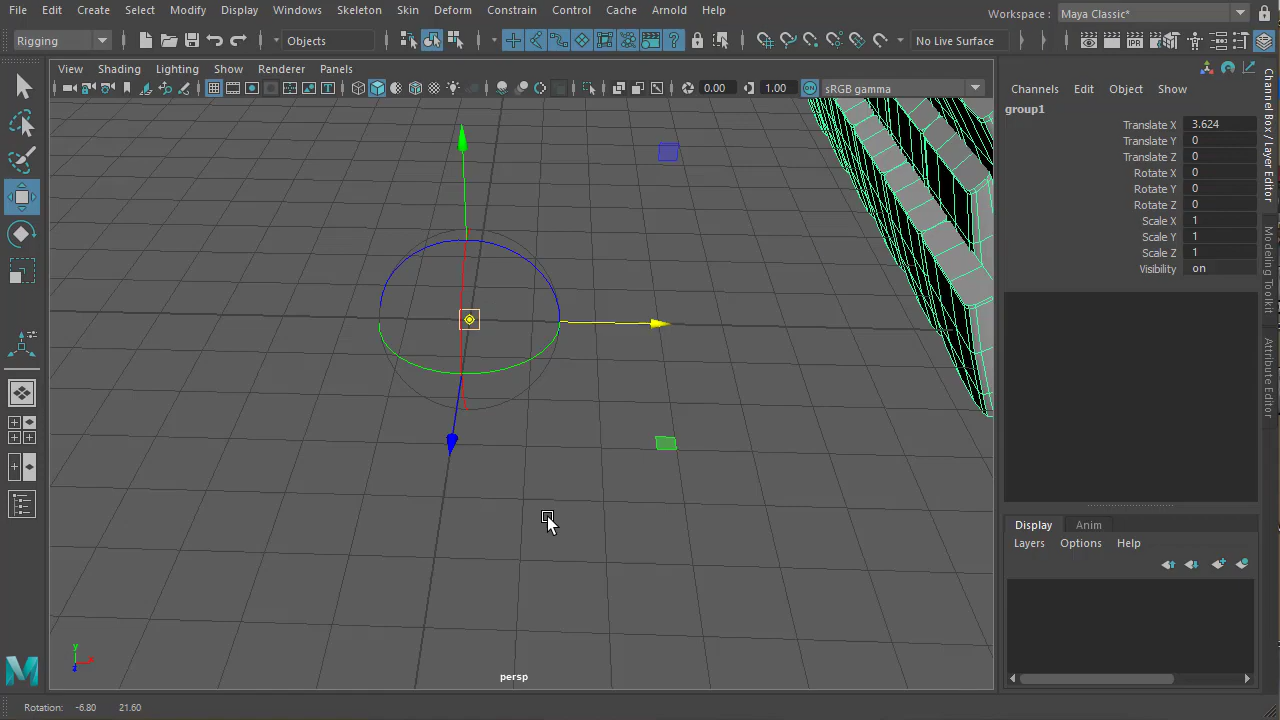 File Edit Create Select Modify Display Windows Skeleton Skin Deform Constrain Control Cache Arnold Help
Workspace : Maya Classic*
Rigging Objects No Live Surface IPR
View Shading Lighting Show Renderer Panels
0.00 1.00 ON sRGB gamma
Channels Edit Object Show
group1
Translate X 3.624
Translate Y 0
Translate Z 0
Rotate X 0
Rotate Y 0
Rotate Z 0
Scale X 1
Scale Y 1
Scale Z 1
Visibility on
Channel Box / Layer Editor
Modeling Toolkit
Attribute Editor
Display Anim
Layers Options Help
y
x
z
persp
Rotation: -6.80 21.60